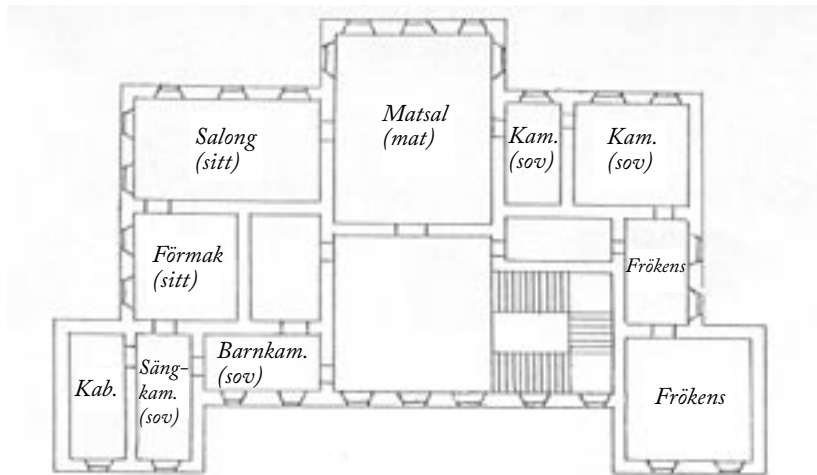 Matsal
(mat)
Salong
(sitt)
Kam.
(sov)
Kam.
(sov)
Förmak
(sitt)
Frökens
Barnkam.
(sov)
Kab.
Säng-
kam.
(sov)
Frökens